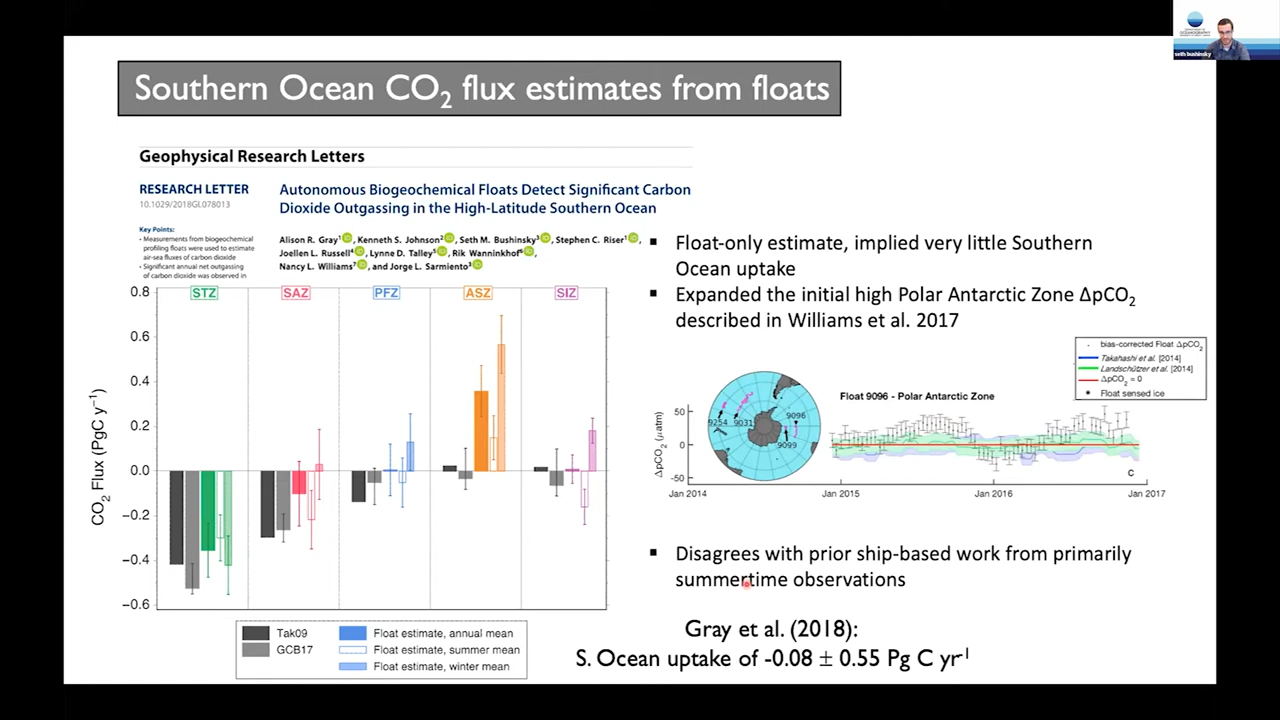 seth bushinsky
Southern Ocean CO2 flux estimates from floats
Geophysical Research Letters
RESEARCH LETTER
10.1029/2018GL078013
Autonomous Biogeochemical Floats Detect Significant Carbon
Dioxide Outgassing in the High-Latitude Southern Ocean
Key Points:
• Measurements from biogeochemical
profiling floats were used to estimate
air-sea fluxes of carbon dioxide
• Significant annual net outgassing
of carbon dioxide was observed in
Alison R. Gray1, Kenneth S. Johnson2, Seth M. Bushinsky3, Stephen C. Riser1,
Joellen L. Russell4, Lynne D. Talley5, Rik Wanninkhof6,
Nancy L. Williams7, and Jorge L. Sarmiento3
▪ Float-only estimate, implied very little Southern
Ocean uptake
▪ Expanded the initial high Polar Antarctic Zone ΔpCO2
described in Williams et al. 2017
STZ SAZ PFZ ASZ SIZ
0.8
0.6
0.4
0.2
0.0
−0.2
−0.4
−0.6
CO2 Flux (PgC y−1)
Tak09
GCB17
Float estimate, annual mean
Float estimate, summer mean
Float estimate, winter mean
bias-corrected Float ΔpCO2
Takahashi et al. [2014]
Landschützer et al. [2014]
ΔpCO2 = 0
* Float sensed ice
Float 9096 - Polar Antarctic Zone
9254 9031 9096
9099
ΔpCO2 (μatm)
50
0
-50
C
Jan 2014 Jan 2015 Jan 2016 Jan 2017
▪ Disagrees with prior ship-based work from primarily
summertime observations
Gray et al. (2018):
S. Ocean uptake of -0.08 ± 0.55 Pg C yr-1